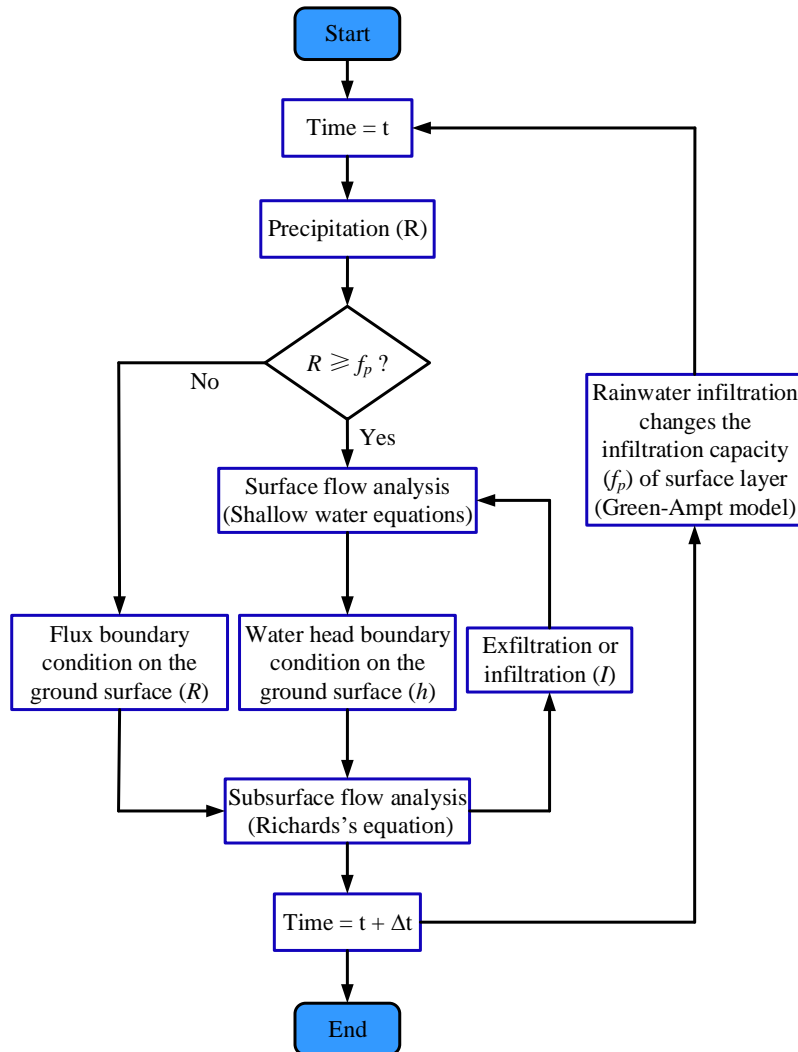 Start
Time = t
Precipitation (R)
R ⩾ fp ?
No
Yes
Surface flow analysis
(Shallow water equations)
Rainwater infiltration
changes the
infiltration capacity
(fp) of surface layer
(Green-Ampt model)
Flux boundary
condition on the
ground surface (R)
Water head boundary
condition on the
ground surface (h)
Exfiltration or
infiltration (I)
Subsurface flow analysis
(Richards's equation)
Time = t + Δt
End